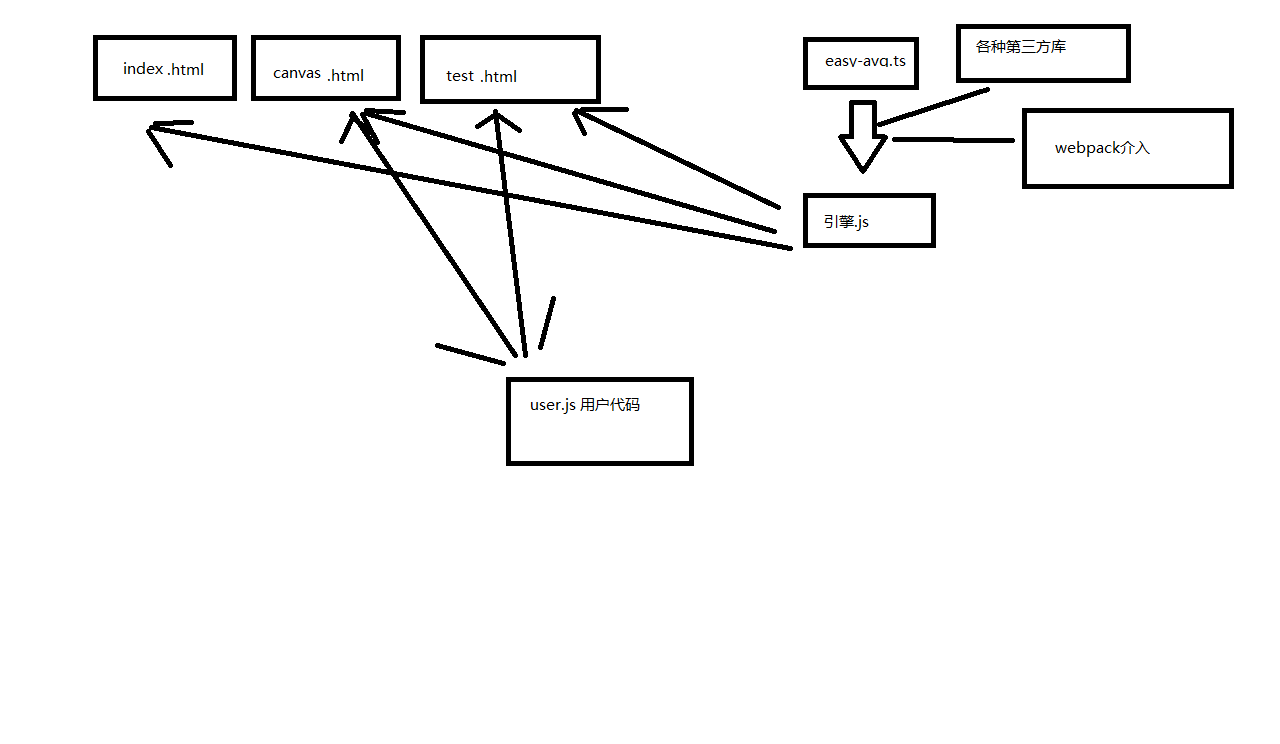 index .html
canvas .html
test .html
easy-avg.ts
各种第三方库
webpack介入
引擎.js
user.js 用户代码